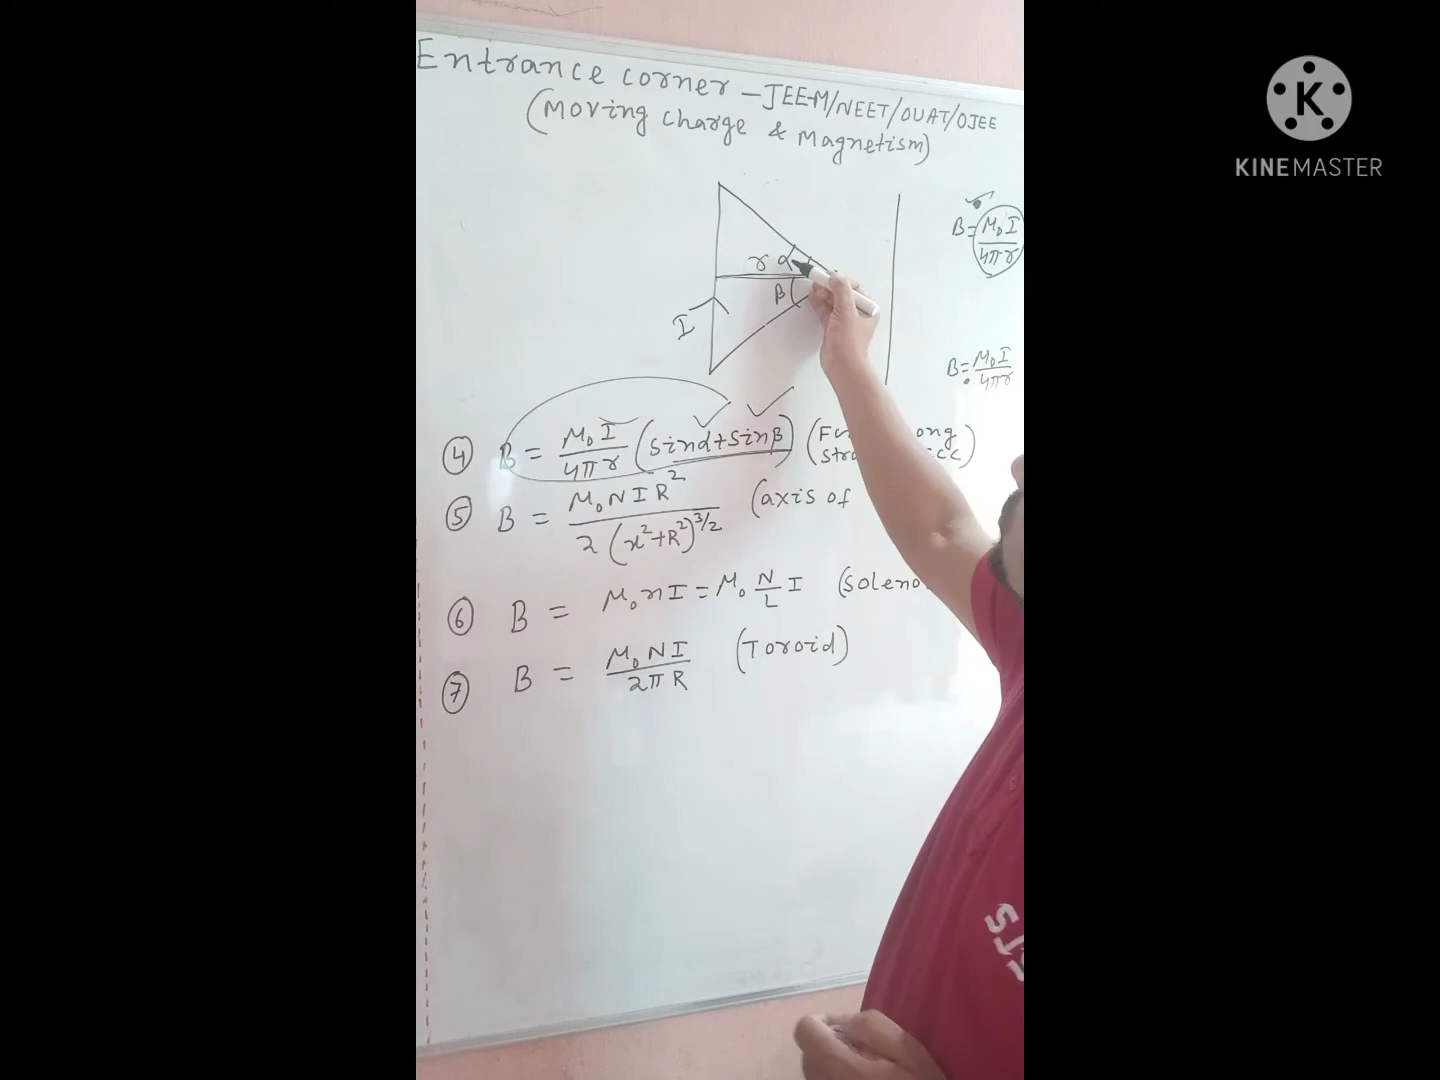 Entrance corner - JEE-M/NEET/OUAT/OJEE
(Moving charge & Magnetism)
KINEMASTER
B = μ₀I/4πr
r α
β
I
B = μ₀I/4πr
④ B = μ₀I/4πr (sinα+sinβ) (
⑤ B = μ₀NIR²/2(x²+R²)^3/2 (axis of
⑥ B = μ₀nI = μ₀ N/L I
⑦ B = μ₀NI/2πR (Toroid)